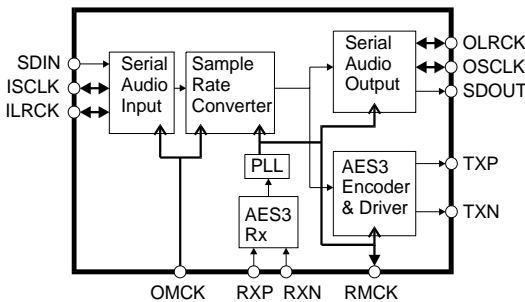 SDIN
ISCLK
ILRCK
Serial
Audio
Input
Sample
Rate
Converter
Serial
Audio
Output
OLRCK
OSCLK
SDOUT
PLL
AES3
Rx
AES3
Encoder
& Driver
TXP
TXN
OMCK
RXP
RXN
RMCK